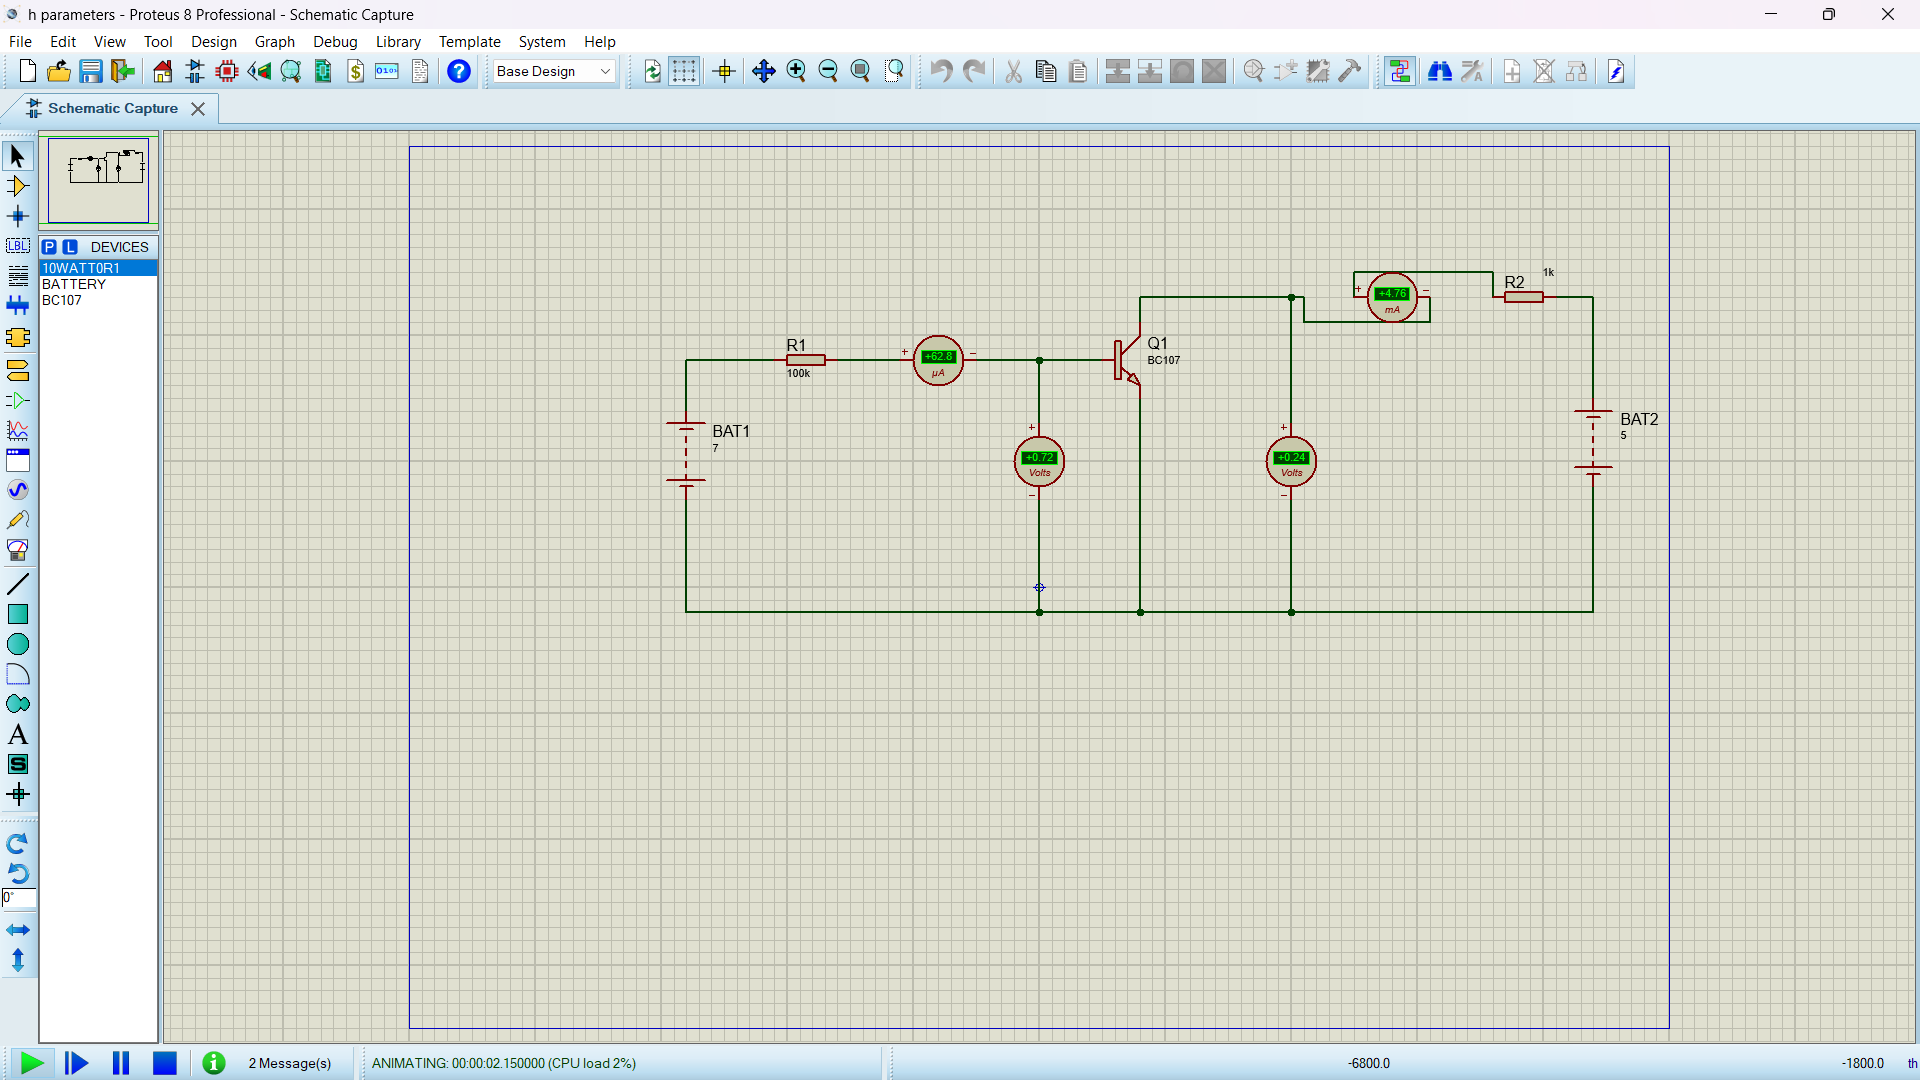 h parameters - Proteus 8 Professional - Schematic Capture
File Edit View Tool Design Graph Debug Library Template System Help
Base Design
Schematic Capture
P L DEVICES
10WATT0R1
BATTERY
BC107
LBL
R2
1k
+
+4.76
mA
−
R1
100k
+
+62.8
µA
−
Q1
BC107
BAT1
7
BAT2
5
+
+0.72
Volts
−
+
+0.24
Volts
−
A
S
0°
2 Message(s)
ANIMATING: 00:00:02.150000 (CPU load 2%)
-6800.0
-1800.0
th